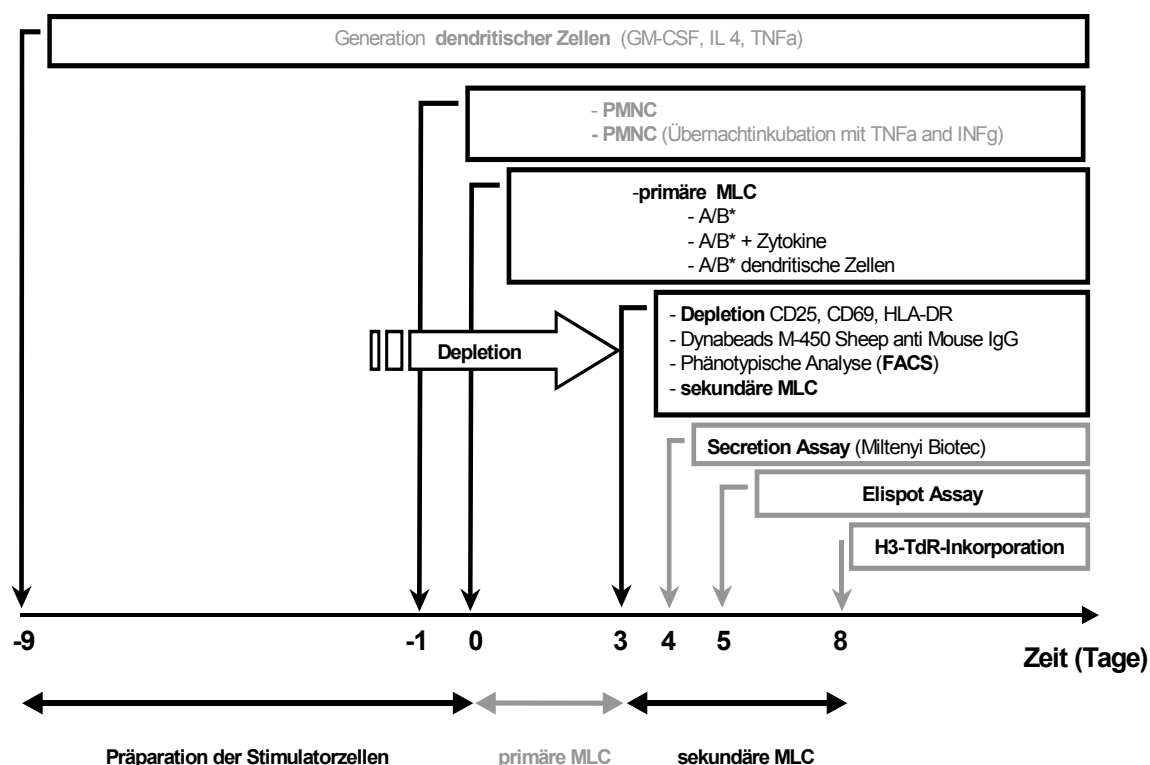 Generation dendritischer Zellen (GM-CSF, IL 4, TNFa)
- PMNC
- PMNC (Übernachtinkubation mit TNFa and INFg)
-primäre MLC
- A/B*
- A/B* + Zytokine
- A/B* dendritische Zellen
Depletion
- Depletion CD25, CD69, HLA-DR
- Dynabeads M-450 Sheep anti Mouse IgG
- Phänotypische Analyse (FACS)
- sekundäre MLC
Secretion Assay (Miltenyi Biotec)
Elispot Assay
H3-TdR-Inkorporation
-9 -1 0 3 4 5 8
Zeit (Tage)
Präparation der Stimulatorzellen primäre MLC sekundäre MLC